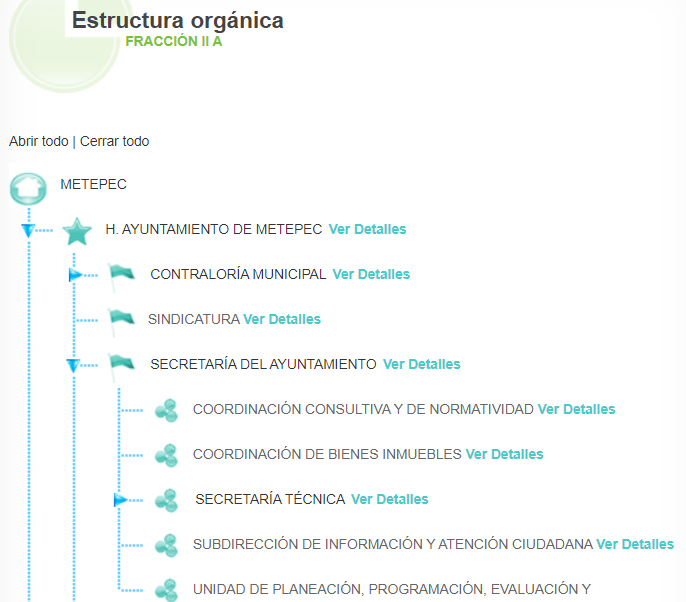 Estructura orgánica
FRACCIÓN II A
Abrir todo | Cerrar todo
METEPEC
H. AYUNTAMIENTO DE METEPEC Ver Detalles
CONTRALORÍA MUNICIPAL Ver Detalles
SINDICATURA Ver Detalles
SECRETARÍA DEL AYUNTAMIENTO Ver Detalles
COORDINACIÓN CONSULTIVA Y DE NORMATIVIDAD Ver Detalles
COORDINACIÓN DE BIENES INMUEBLES Ver Detalles
SECRETARÍA TÉCNICA Ver Detalles
SUBDIRECCIÓN DE INFORMACIÓN Y ATENCIÓN CIUDADANA Ver Detalles
UNIDAD DE PLANEACIÓN, PROGRAMACIÓN, EVALUACIÓN Y